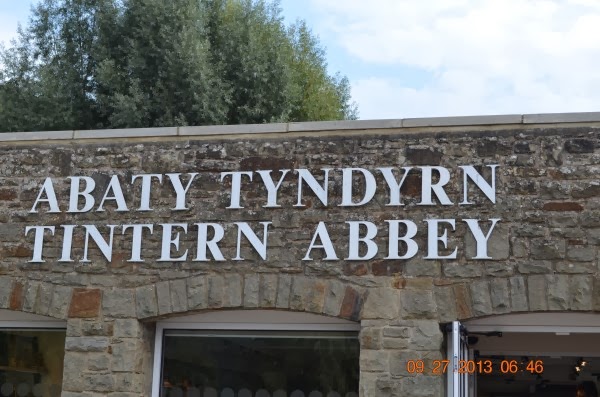 ABATY TYNDYRN
TINTERN ABBEY
09.27.2013 06:46